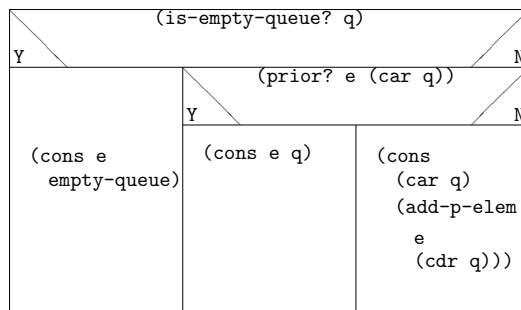 (is-empty-queue? q)
Y
N
(prior? e (car q))
Y
N
(cons e
empty-queue)
(cons e q)
(cons
(car q)
(add-p-elem
e
(cdr q)))